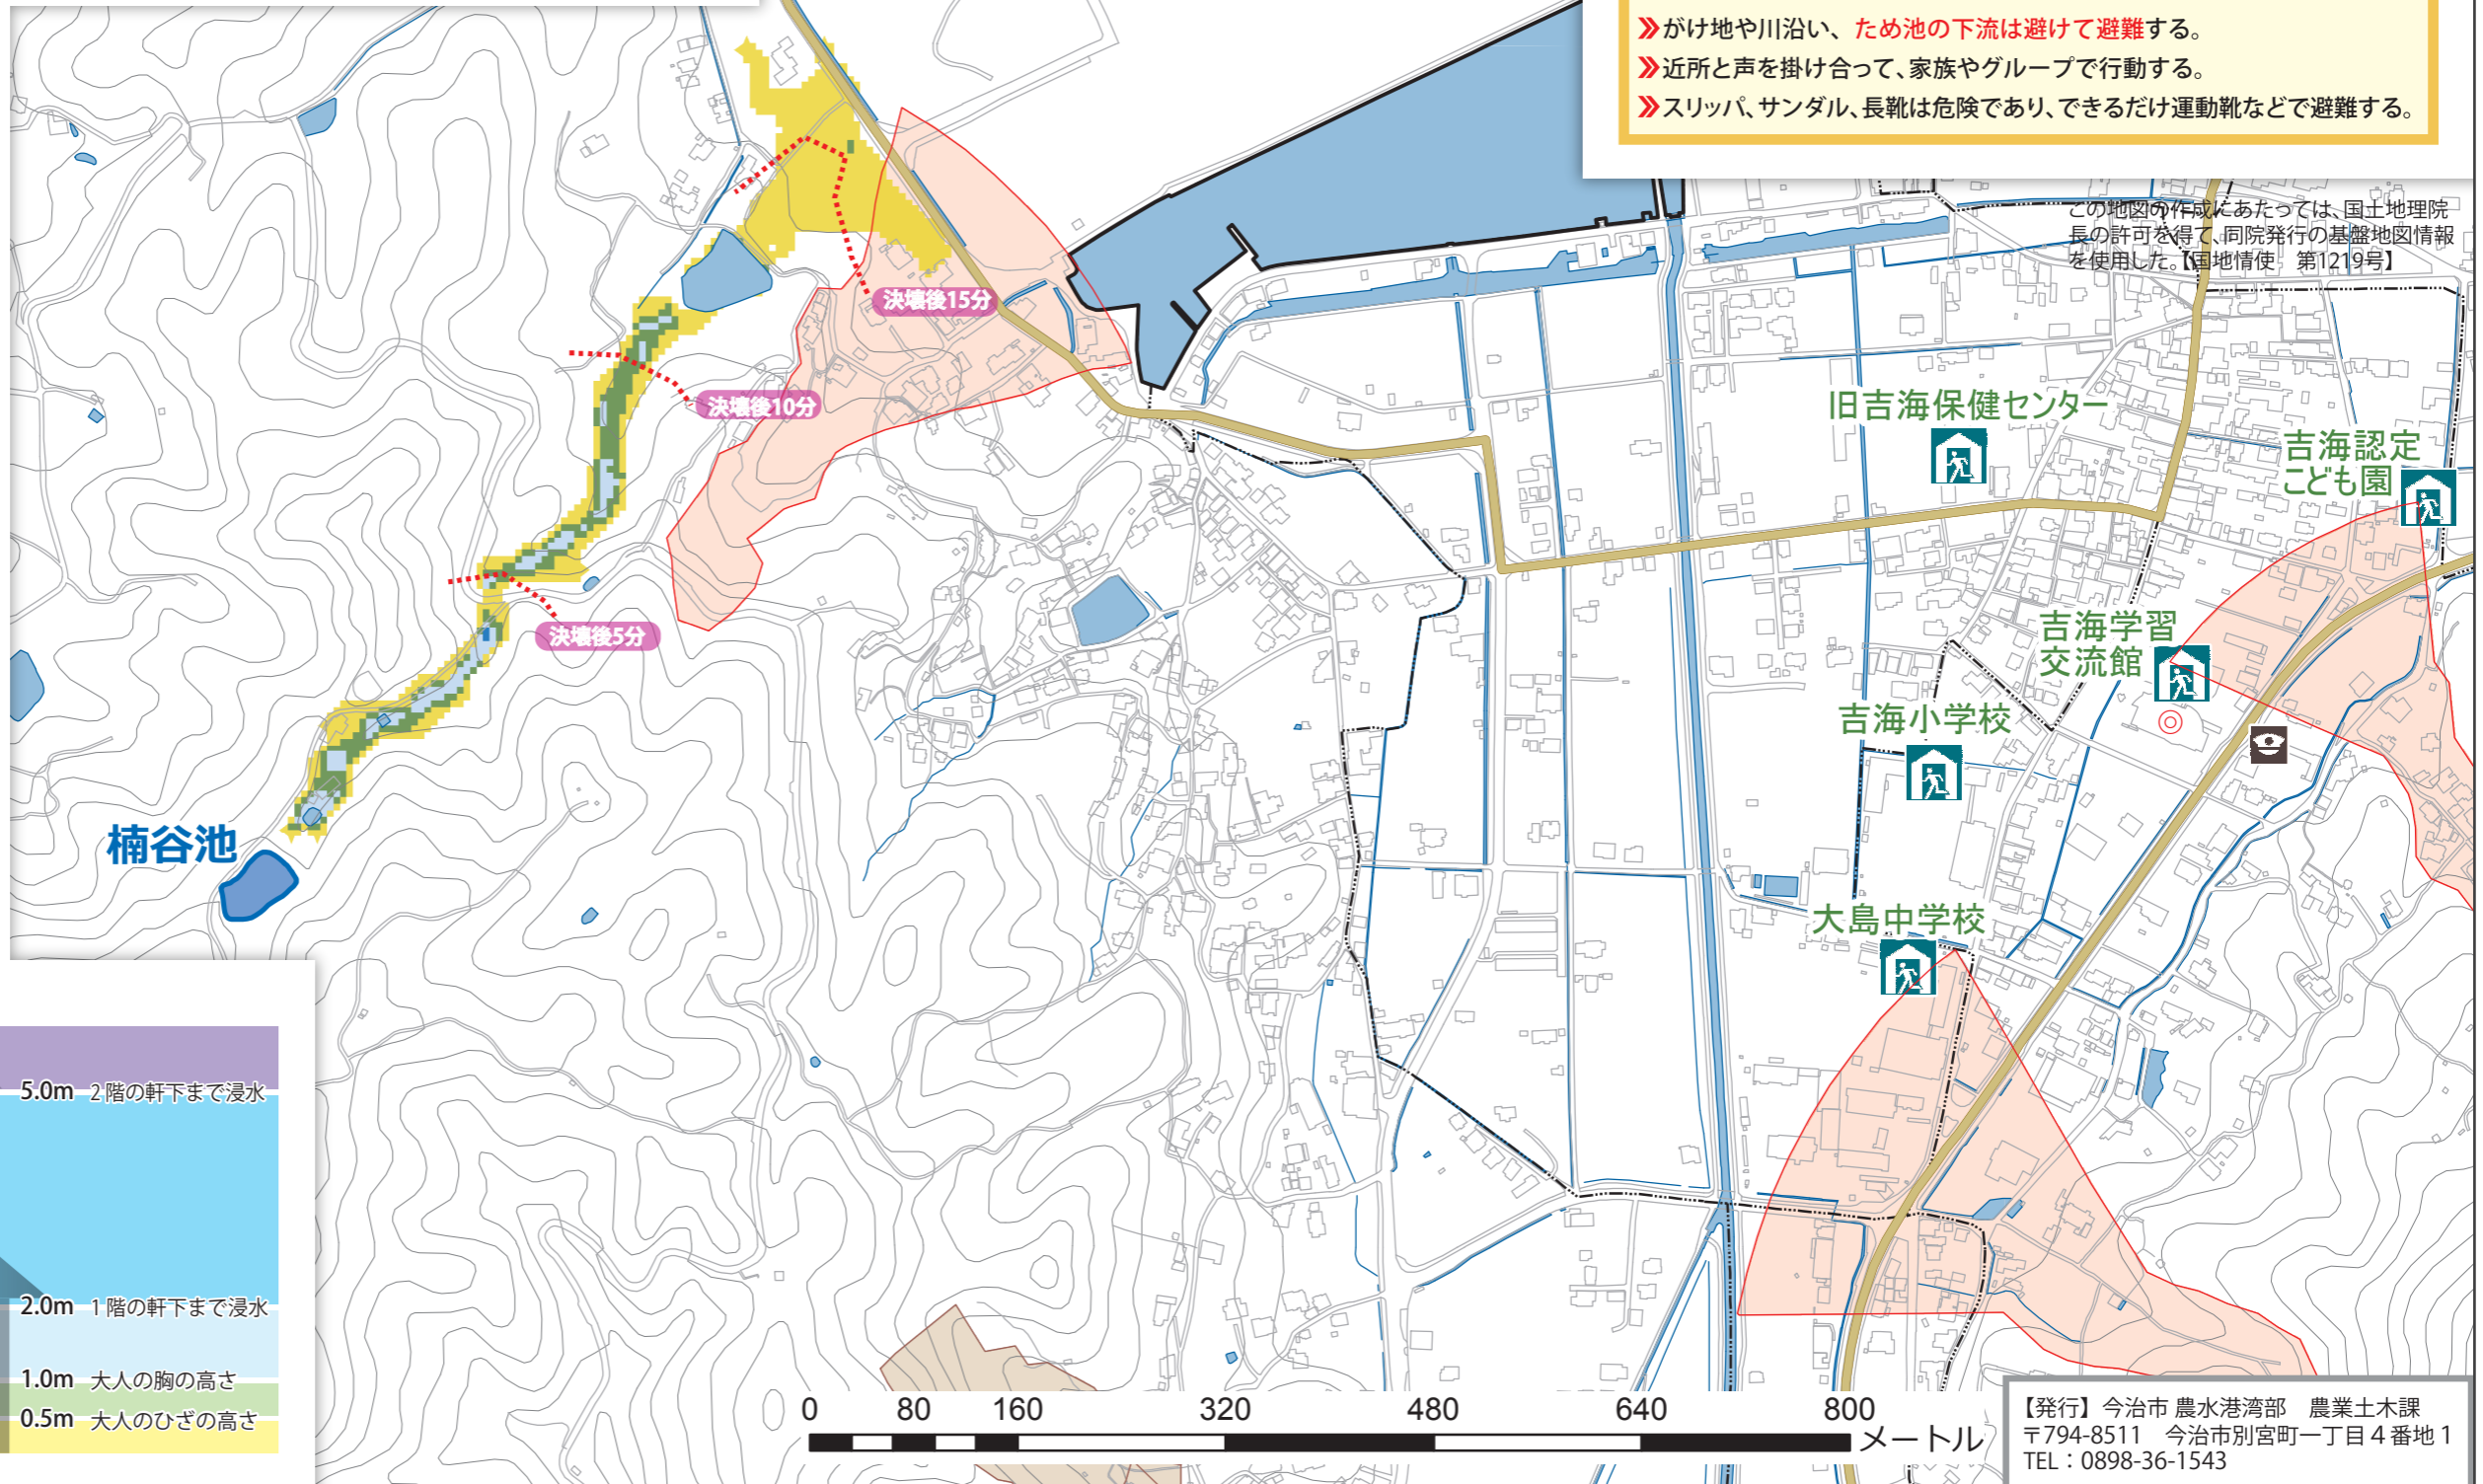 »がけ地や川沿い、ため池の下流は避けて避難する。
»近所と声を掛け合って、家族やグループで行動する。
»スリッパ、サンダル、長靴は危険であり、できるだけ運動靴などで避難する。
この地図の作成にあたっては、国土地理院
長の許可を得て、同院発行の基盤地図情報
を使用した。【国地情使　第1219号】
決壊後15分
決壊後10分
旧吉海保健センター
吉海認定
こども園
決壊後5分
吉海学習
交流館
吉海小学校
楠谷池
大島中学校
5.0m 2階の軒下まで浸水
2.0m 1階の軒下まで浸水
1.0m 大人の胸の高さ
0.5m 大人のひざの高さ
0 80 160 320 480 640 800
メートル
【発行】今治市 農水港湾部　農業土木課
〒794-8511　今治市別宮町一丁目4番地1
TEL：0898-36-1543